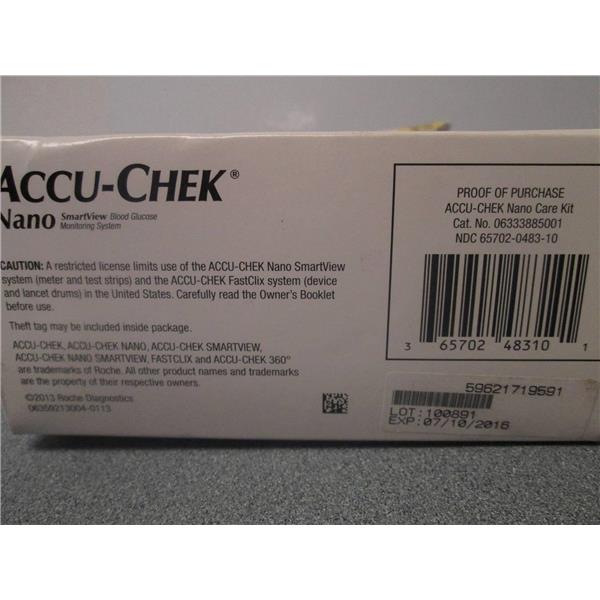 ACCU-CHEK®
Nano SmartView Blood Glucose
Monitoring System
CAUTION: A restricted license limits use of the ACCU-CHEK Nano SmartView
system (meter and test strips) and the ACCU-CHEK FastClix system (device
and lancet drums) in the United States. Carefully read the Owner's Booklet
before use.
Theft tag may be included inside package.
ACCU-CHEK, ACCU-CHEK NANO, ACCU-CHEK SMARTVIEW,
ACCU-CHEK NANO SMARTVIEW, FASTCLIX and ACCU-CHEK 360°
are trademarks of Roche. All other product names and trademarks
are the property of their respective owners.
©2013 Roche Diagnostics
06359213004-0113
PROOF OF PURCHASE
ACCU-CHEK Nano Care Kit
Cat. No. 06333885001
NDC 65702-0483-10
3 65702 48310 1
59621719591
LOT:100891
EXP:07/10/2016